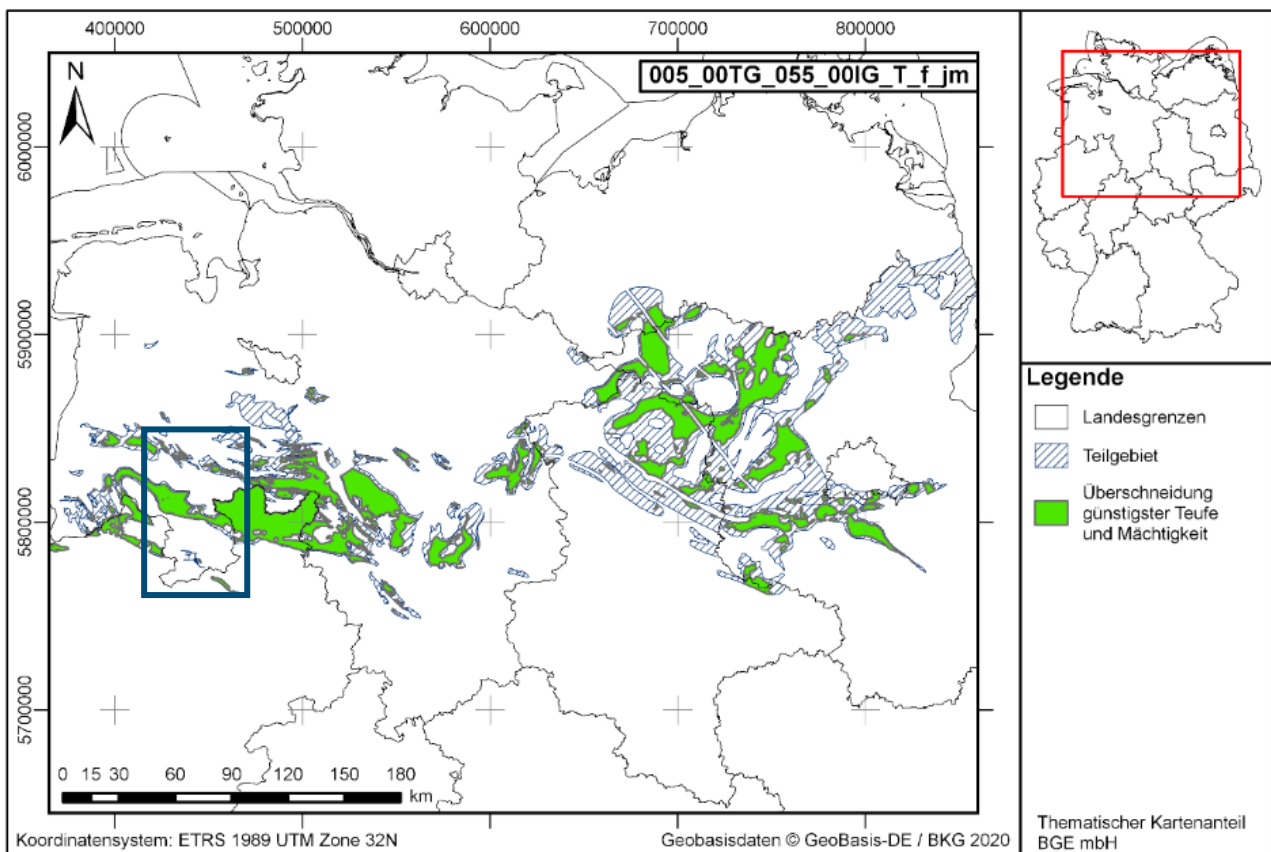 400000 500000 600000 700000 800000
N
005_00TG_055_00IG_T_f_jm
6000000
5900000
5800000
5700000
0 15 30 60 90 120 150 180
km
Koordinatensystem: ETRS 1989 UTM Zone 32N
Geobasisdaten © GeoBasis-DE / BKG 2020
Legende
Landesgrenzen
Teilgebiet
Überschneidung
günstigster Teufe
und Mächtigkeit
Thematischer Kartenanteil
BGE mbH